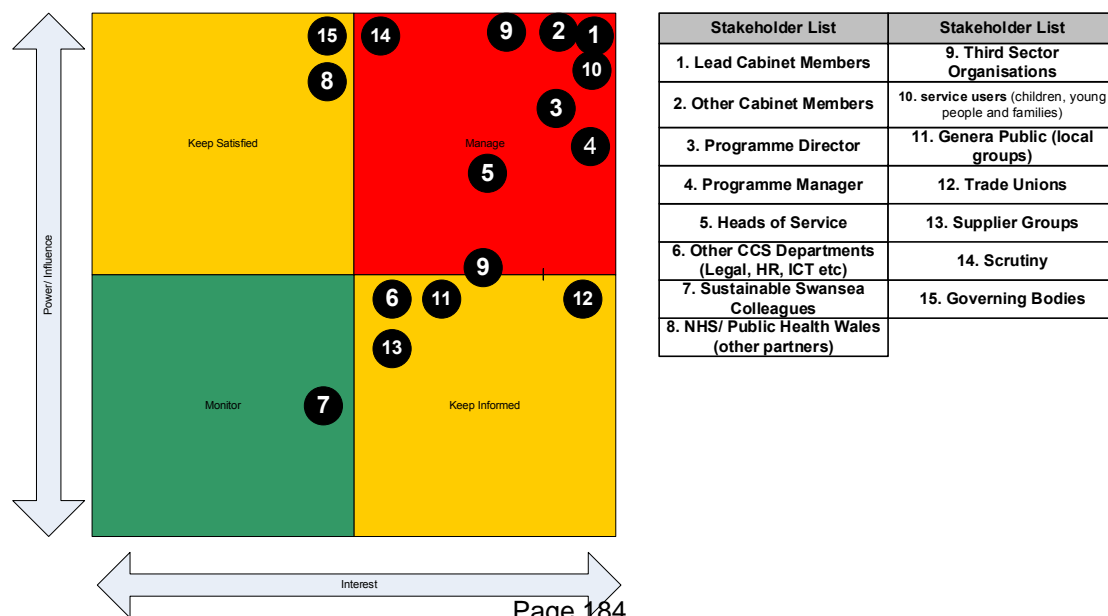 15
14
9
2
1
8
10
3
Keep Satisfied
Manage
4
5
9
6
11
12
13
Monitor
7
Keep Informed
Power/ Influence
Interest
Page 184
Stakeholder List
Stakeholder List
1. Lead Cabinet Members
9. Third Sector
Organisations
2. Other Cabinet Members
10. service users (children, young
people and families)
3. Programme Director
11. Genera Public (local
groups)
4. Programme Manager
12. Trade Unions
5. Heads of Service
13. Supplier Groups
6. Other CCS Departments
(Legal, HR, ICT etc)
14. Scrutiny
7. Sustainable Swansea
Colleagues
15. Governing Bodies
8. NHS/ Public Health Wales
(other partners)